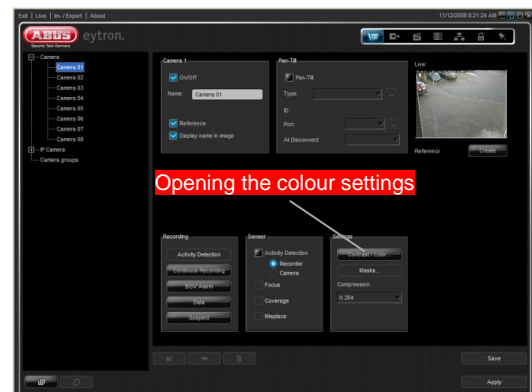 Exit | Live | Im- / Export | About
11/12/2008 8:21:24 AM
ABUS
Security Tech Germany
eytron.
Camera
Camera 01
Camera 02
Camera 03
Camera 04
Camera 05
Camera 06
Camera 07
Camera 08
IP Camera
Camera groups
Camera 1
On/Off
Name:
Camera 01
Reference
Display name in image
Pan-Tilt
Pan-Tilt
Type:
...
ID:
Port:
...
At Disconnect
Live:
Create
Opening the colour settings
Recording
Activity Detection
Continuous Recording
BGV Alarm
Data
Suspect
Sensor
Activity Detection
Recorder
Camera
Focus
Coverage
Misplace
Settings
Contrast / Color...
Masks...
Compression:
H.264
Save
Apply